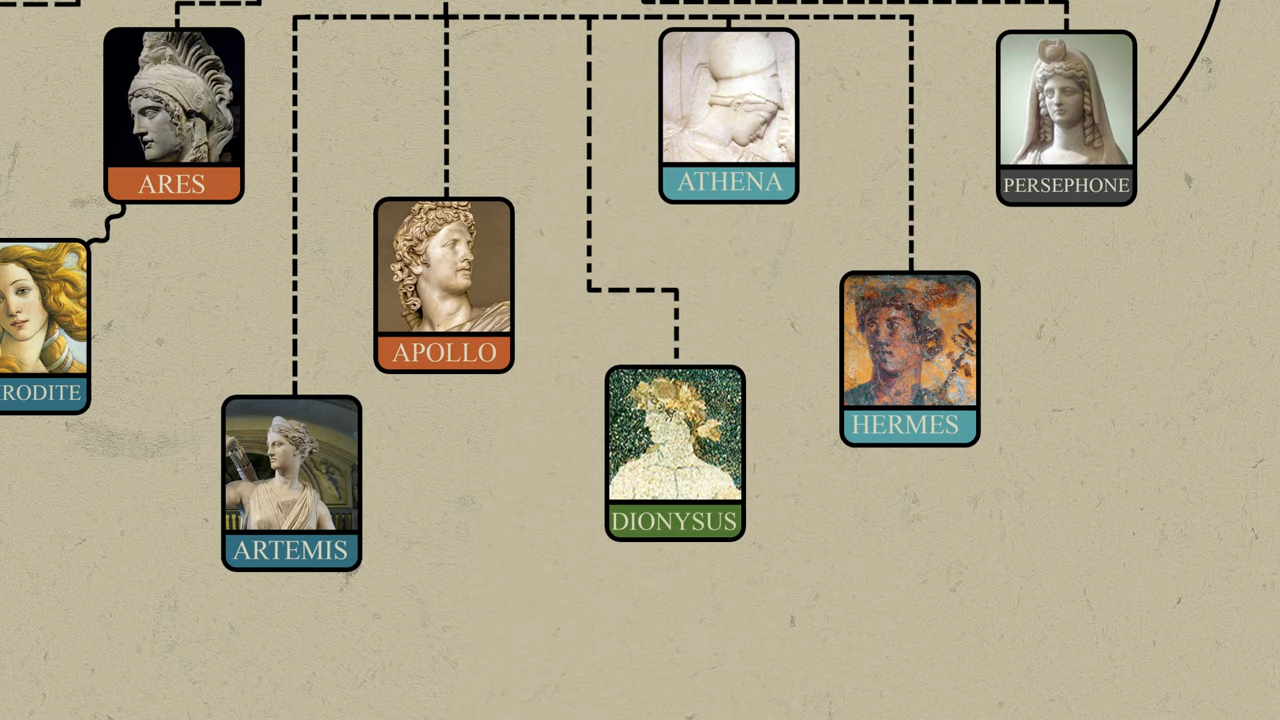 ARES
ATHENA
PERSEPHONE
RODITE
APOLLO
HERMES
DIONYSUS
ARTEMIS